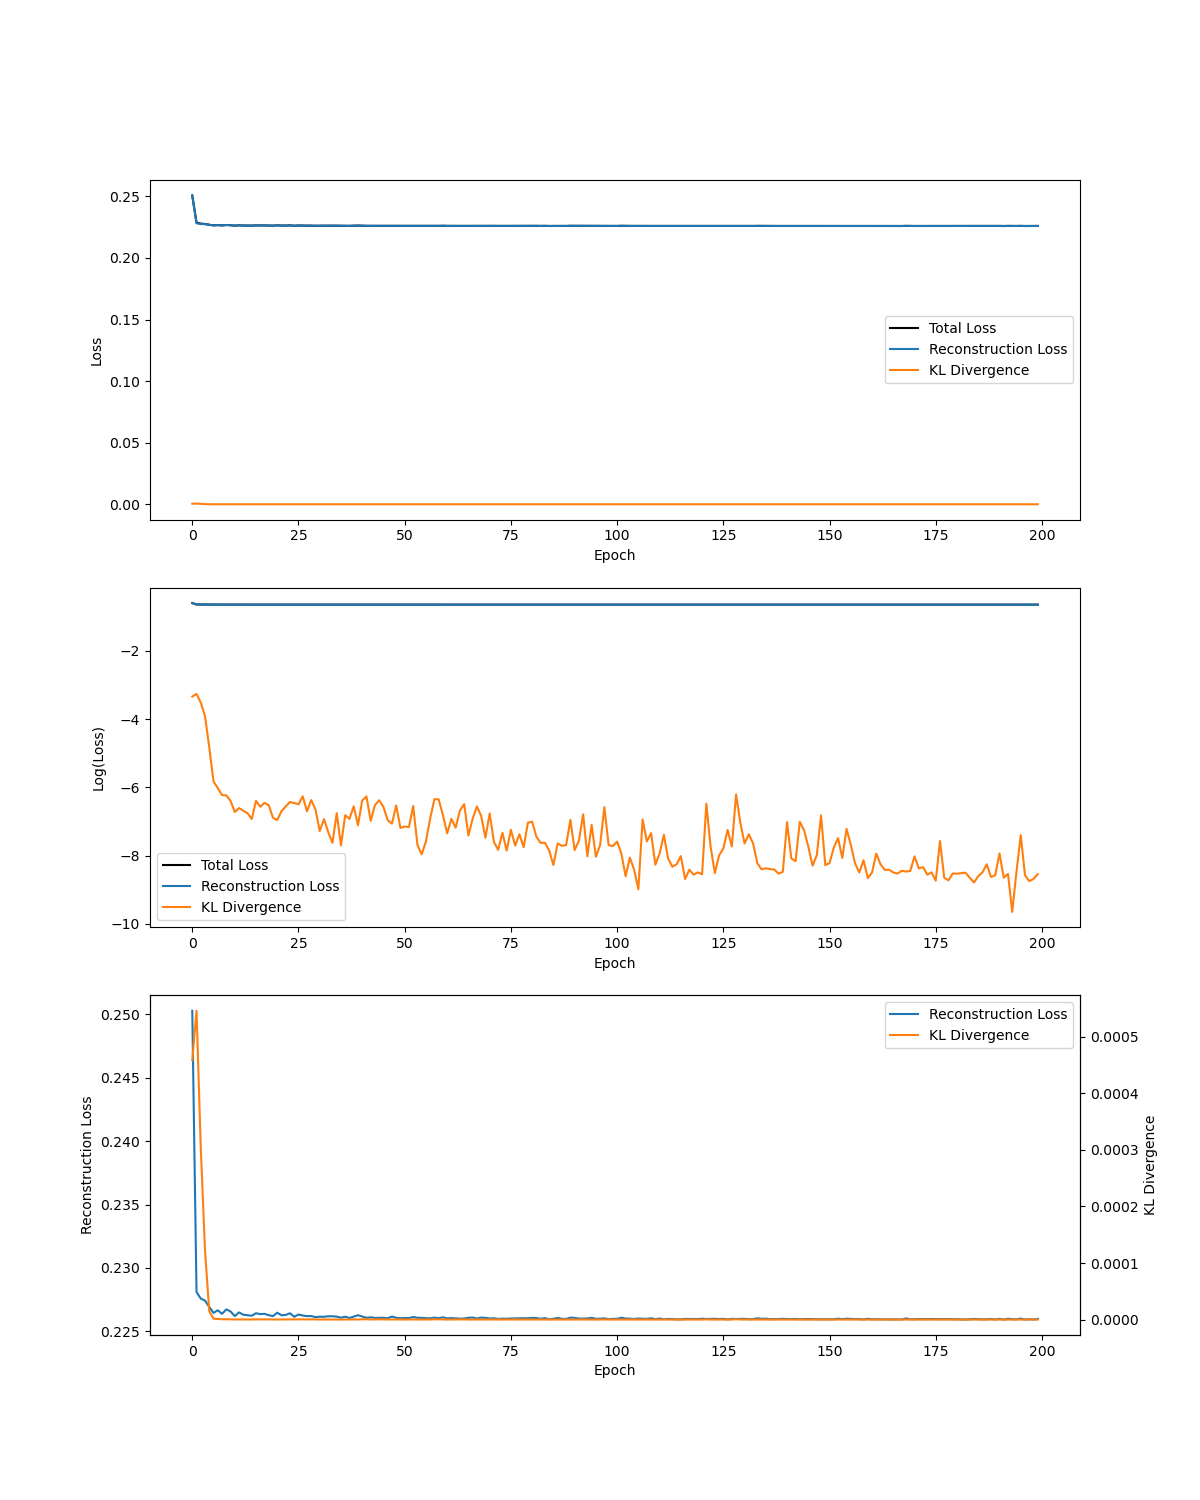 0.25
0.20
0.15
0.10
0.05
0.00
Loss
Total Loss
Reconstruction Loss
KL Divergence
0 25 50 75 100 125 150 175 200
Epoch
−2
−4
−6
−8
−10
Log(Loss)
Total Loss
Reconstruction Loss
KL Divergence
0 25 50 75 100 125 150 175 200
Epoch
0.250
0.245
0.240
0.235
0.230
0.225
Reconstruction Loss
Reconstruction Loss
KL Divergence
0.0005
0.0004
0.0003
0.0002
0.0001
0.0000
KL Divergence
0 25 50 75 100 125 150 175 200
Epoch